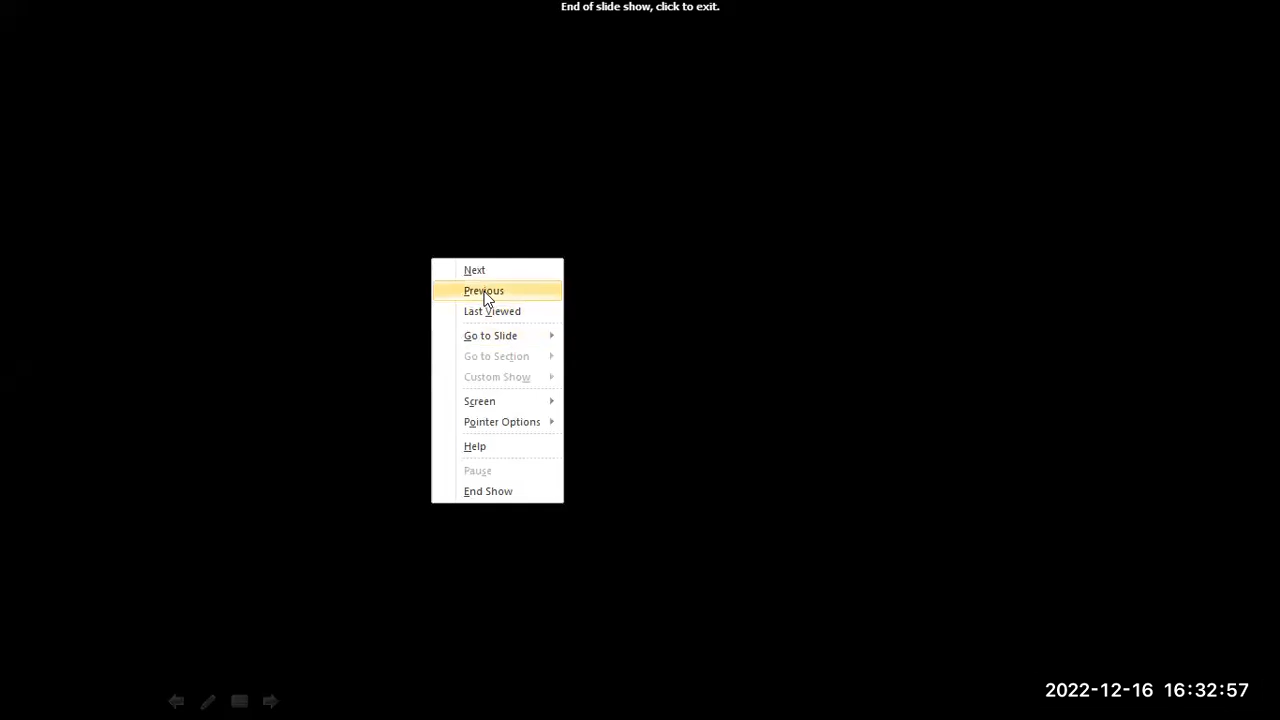 End of slide show, click to exit.
Next
Previous
Last Viewed
Go to Slide
Go to Section
Custom Show
Screen
Pointer Options
Help
Pause
End Show
2022-12-16 16:32:57